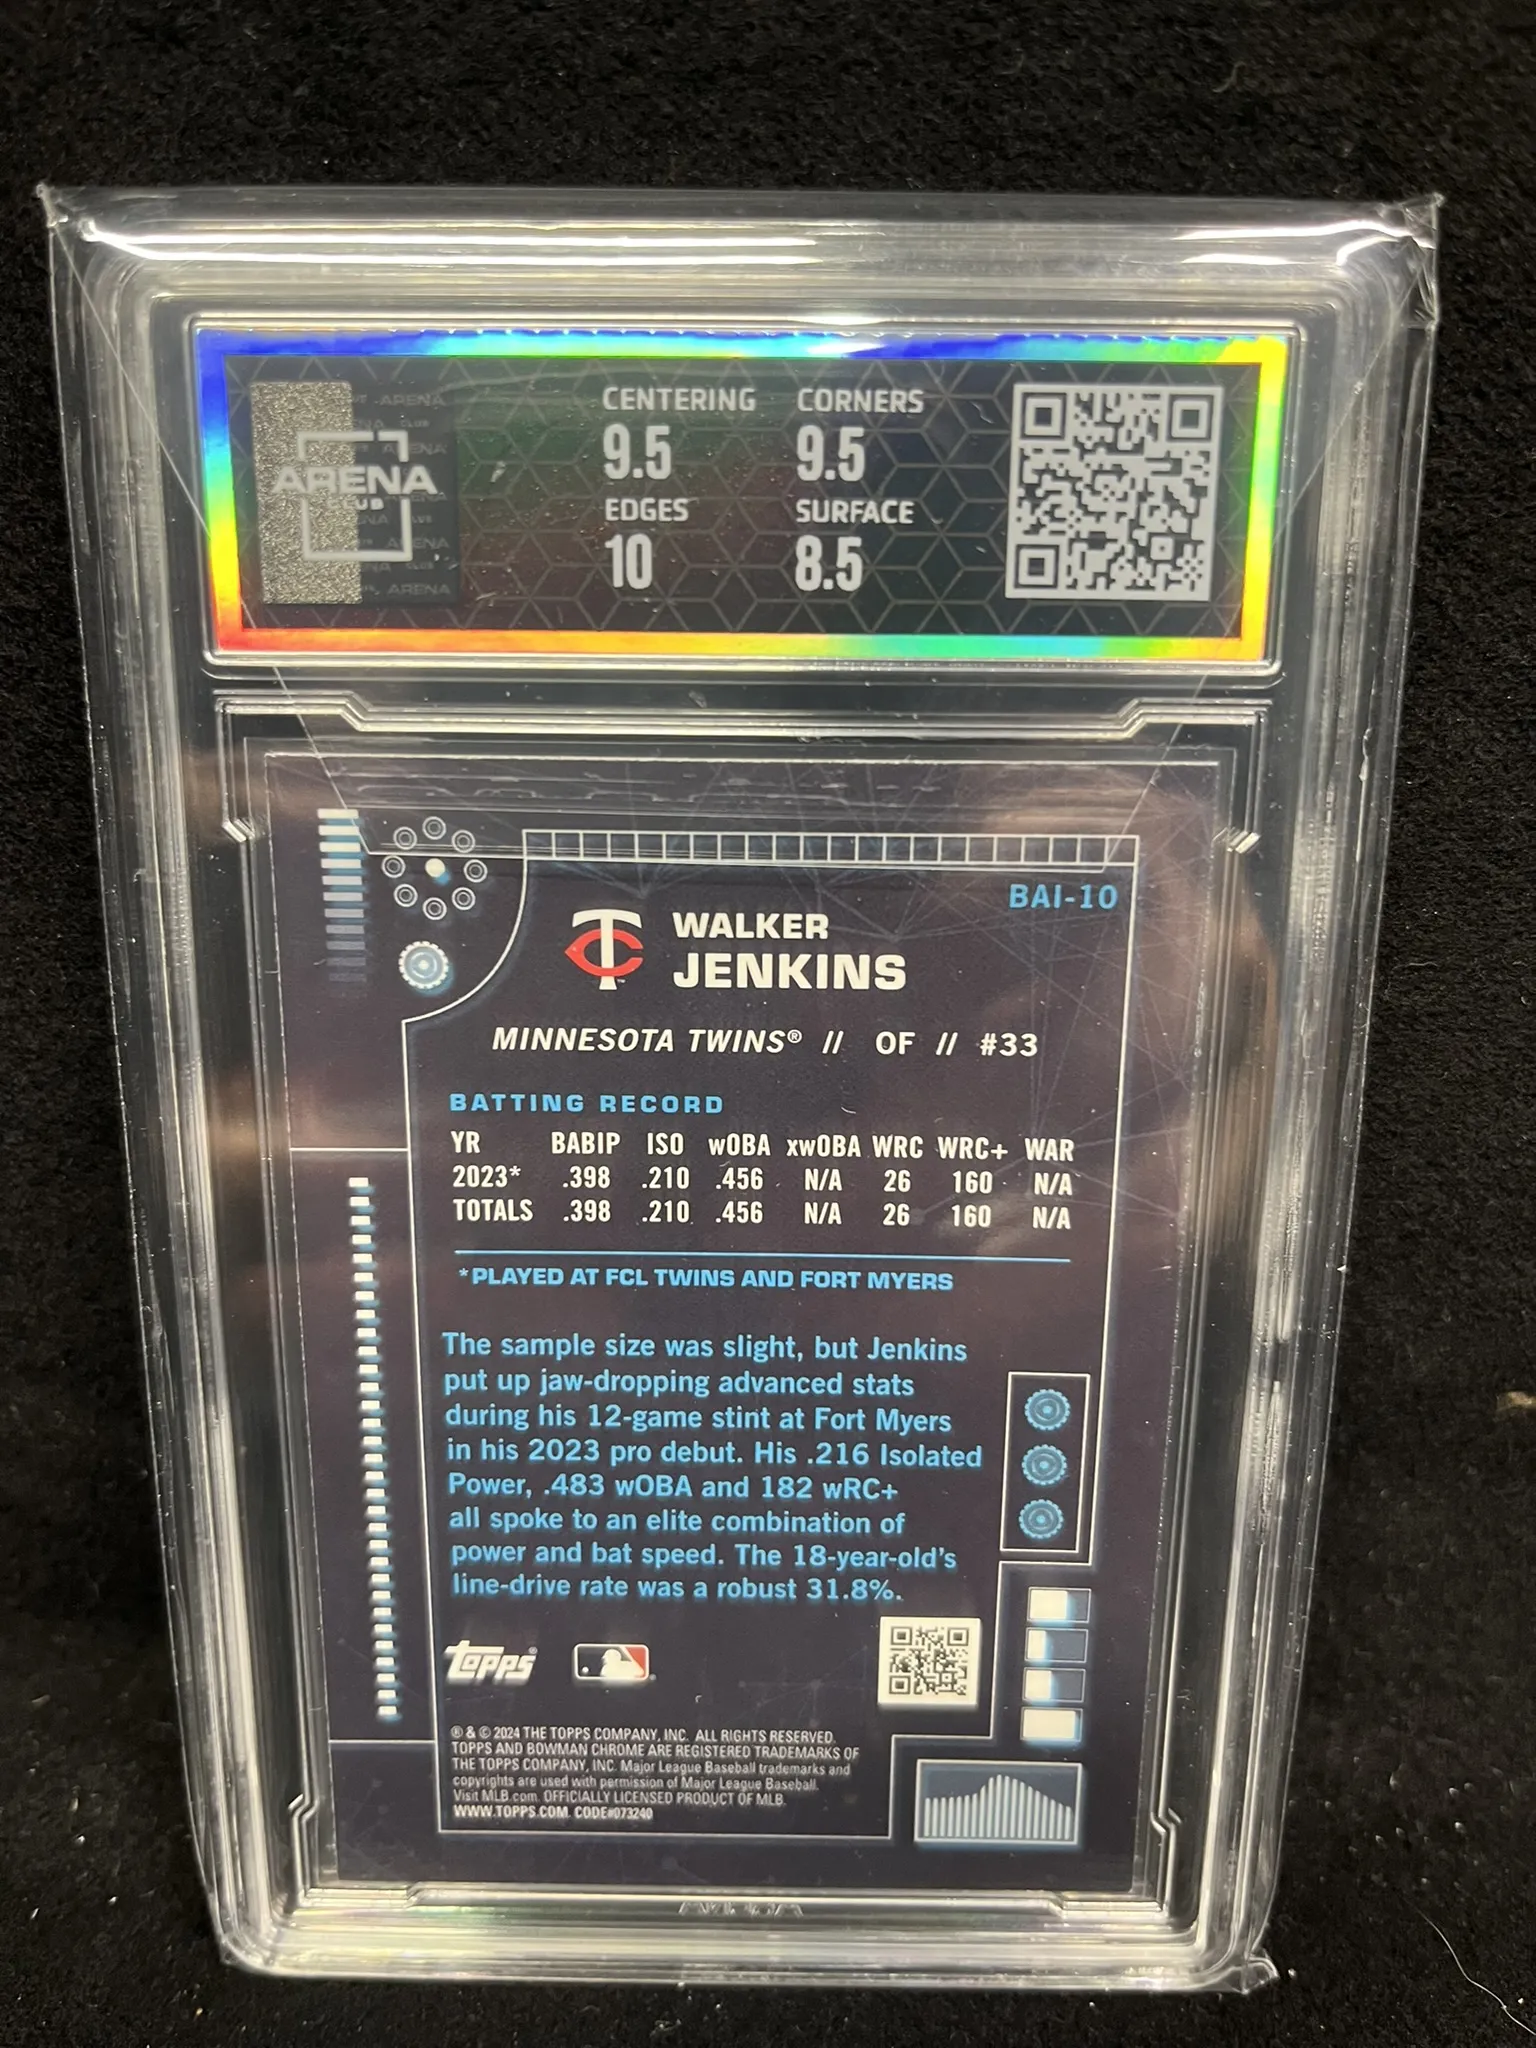 CENTERING CORNERS
9.5 9.5
EDGES SURFACE
10 8.5
ARENA
CLUB
BAI-10
TC WALKER
JENKINS
MINNESOTA TWINS® // OF // #33
BATTING RECORD
YR BABIP ISO wOBA xwOBA WRC WRC+ WAR
2023* .398 .210 .456 N/A 26 160 N/A
TOTALS .398 .210 .456 N/A 26 160 N/A
*PLAYED AT FCL TWINS AND FORT MYERS
The sample size was slight, but Jenkins
put up jaw-dropping advanced stats
during his 12-game stint at Fort Myers
in his 2023 pro debut. His .216 Isolated
Power, .483 wOBA and 182 wRC+
all spoke to an elite combination of
power and bat speed. The 18-year-old's
line-drive rate was a robust 31.8%.
topps®
® & © 2024 THE TOPPS COMPANY, INC. ALL RIGHTS RESERVED.
TOPPS AND BOWMAN CHROME ARE REGISTERED TRADEMARKS OF
THE TOPPS COMPANY, INC. Major League Baseball trademarks and
copyrights are used with permission of Major League Baseball.
Visit MLB.com. OFFICIALLY LICENSED PRODUCT OF MLB.
WWW.TOPPS.COM. CODE#073240